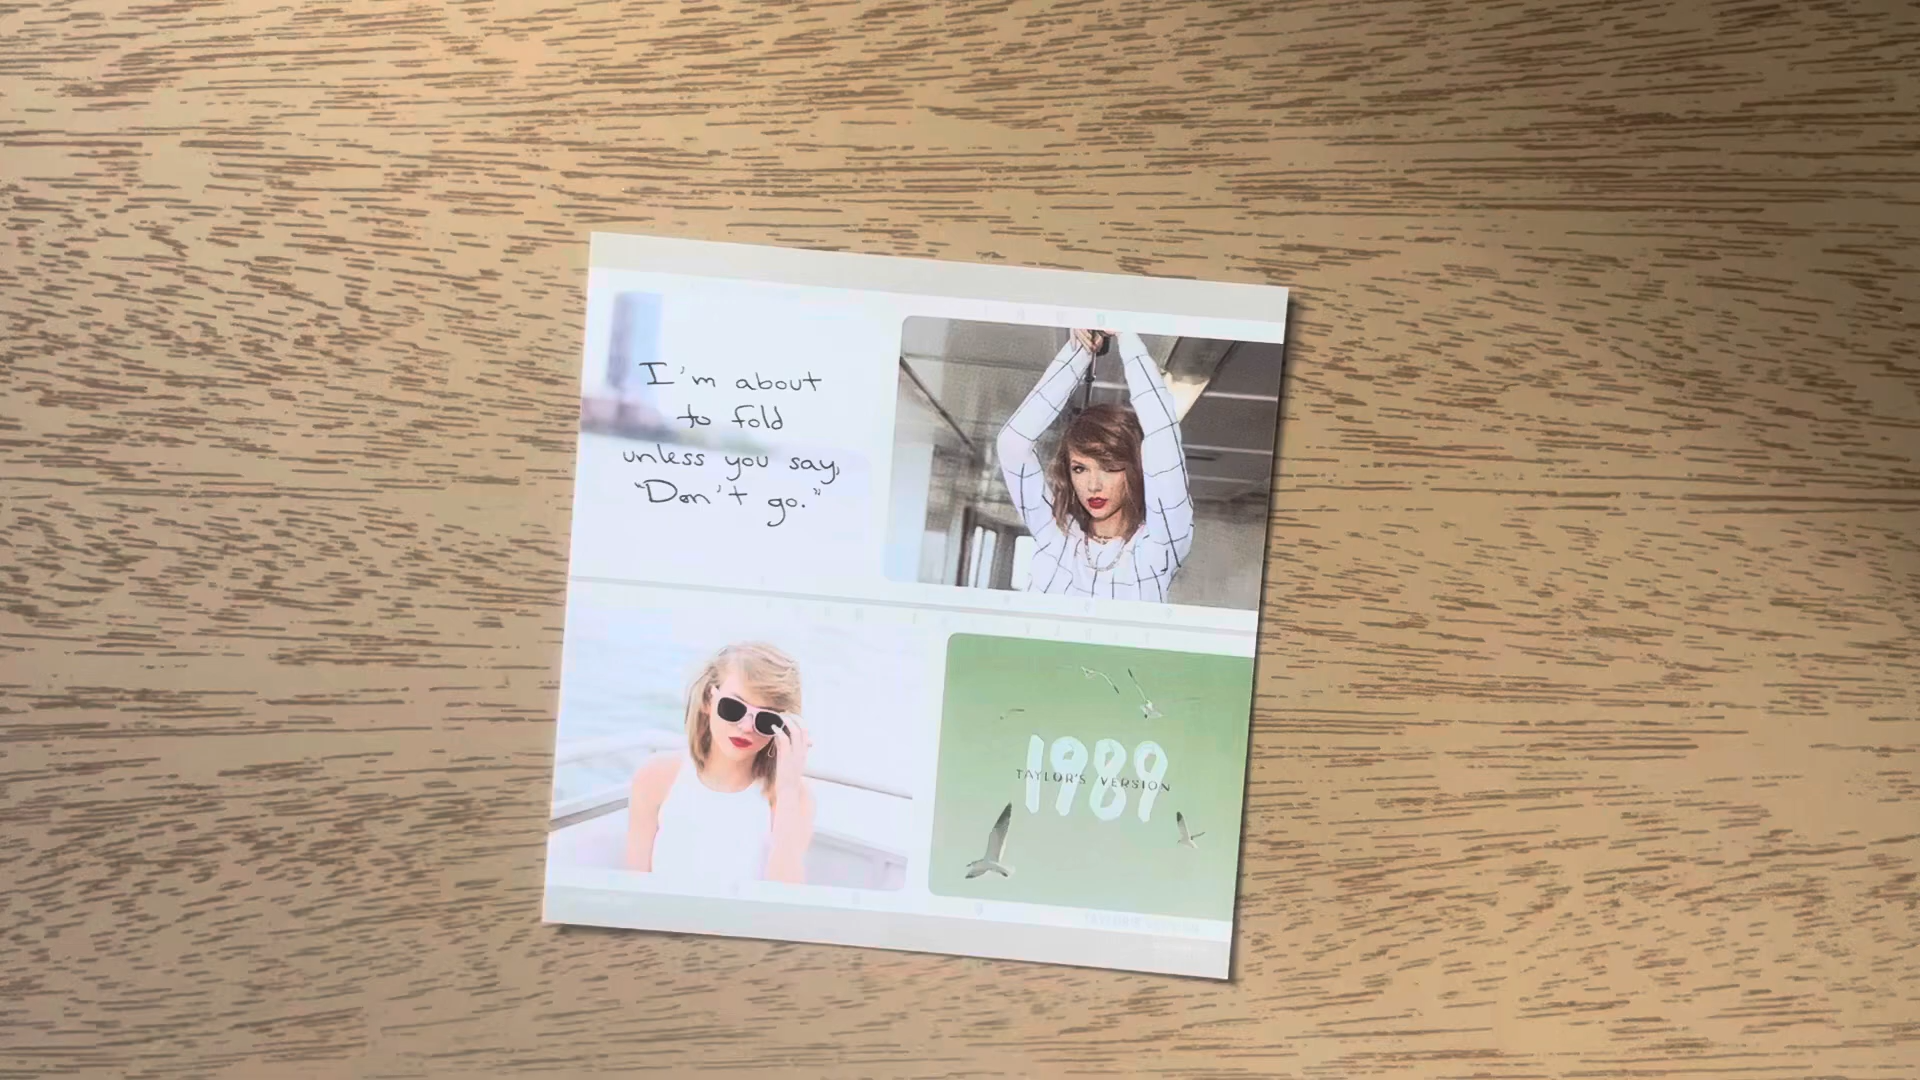 I'm about
to fold
unless you say,
"Don't go."
1989
TAYLOR'S VERSION